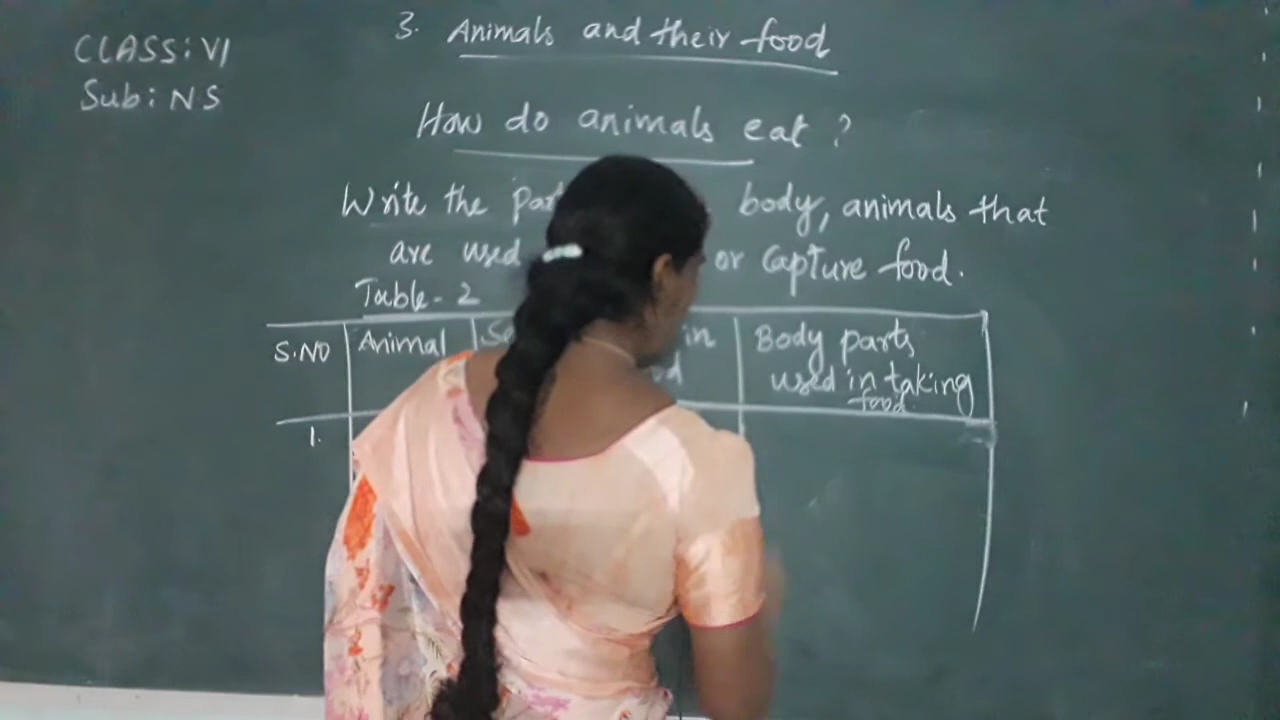 CLASS: VI
Sub: NS
3. Animals and their food
How do animals eat?
Write the body, animals that
are used or capture food.
Table-2
S.NO Animal in Body parts
used in taking
food.
1.